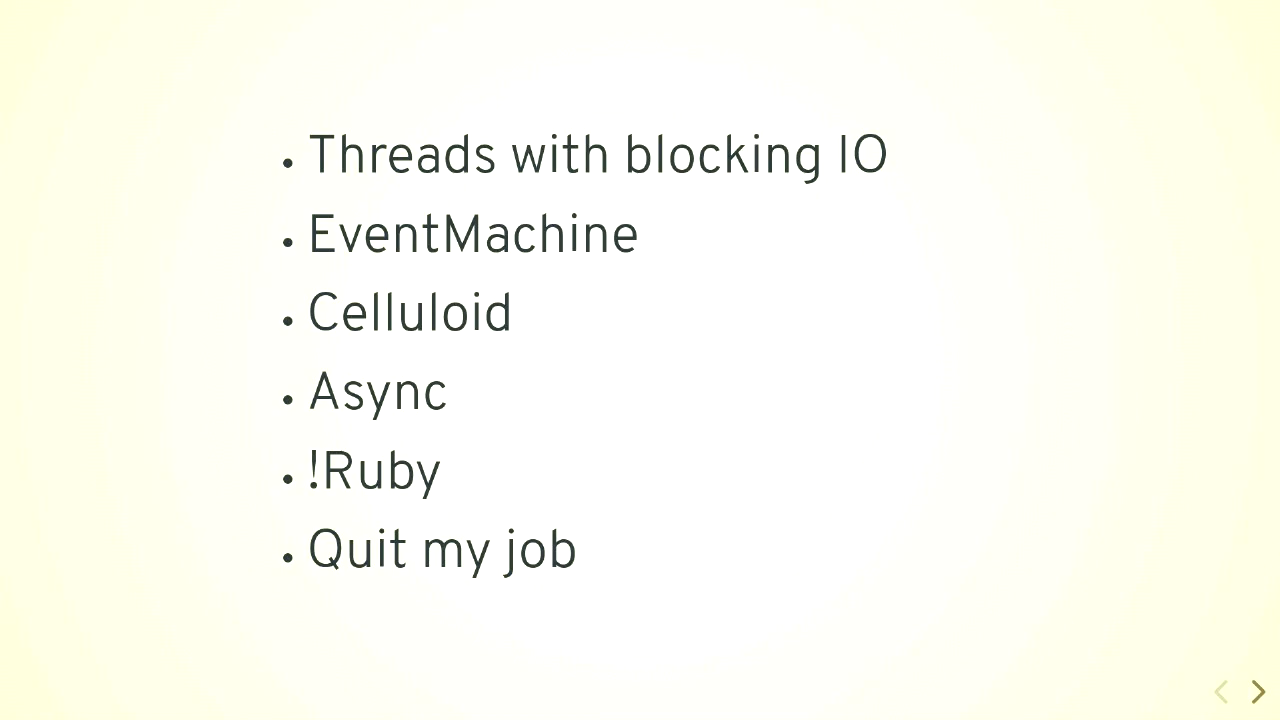 • Threads with blocking IO
• EventMachine
• Celluloid
• Async
• !Ruby
• Quit my job